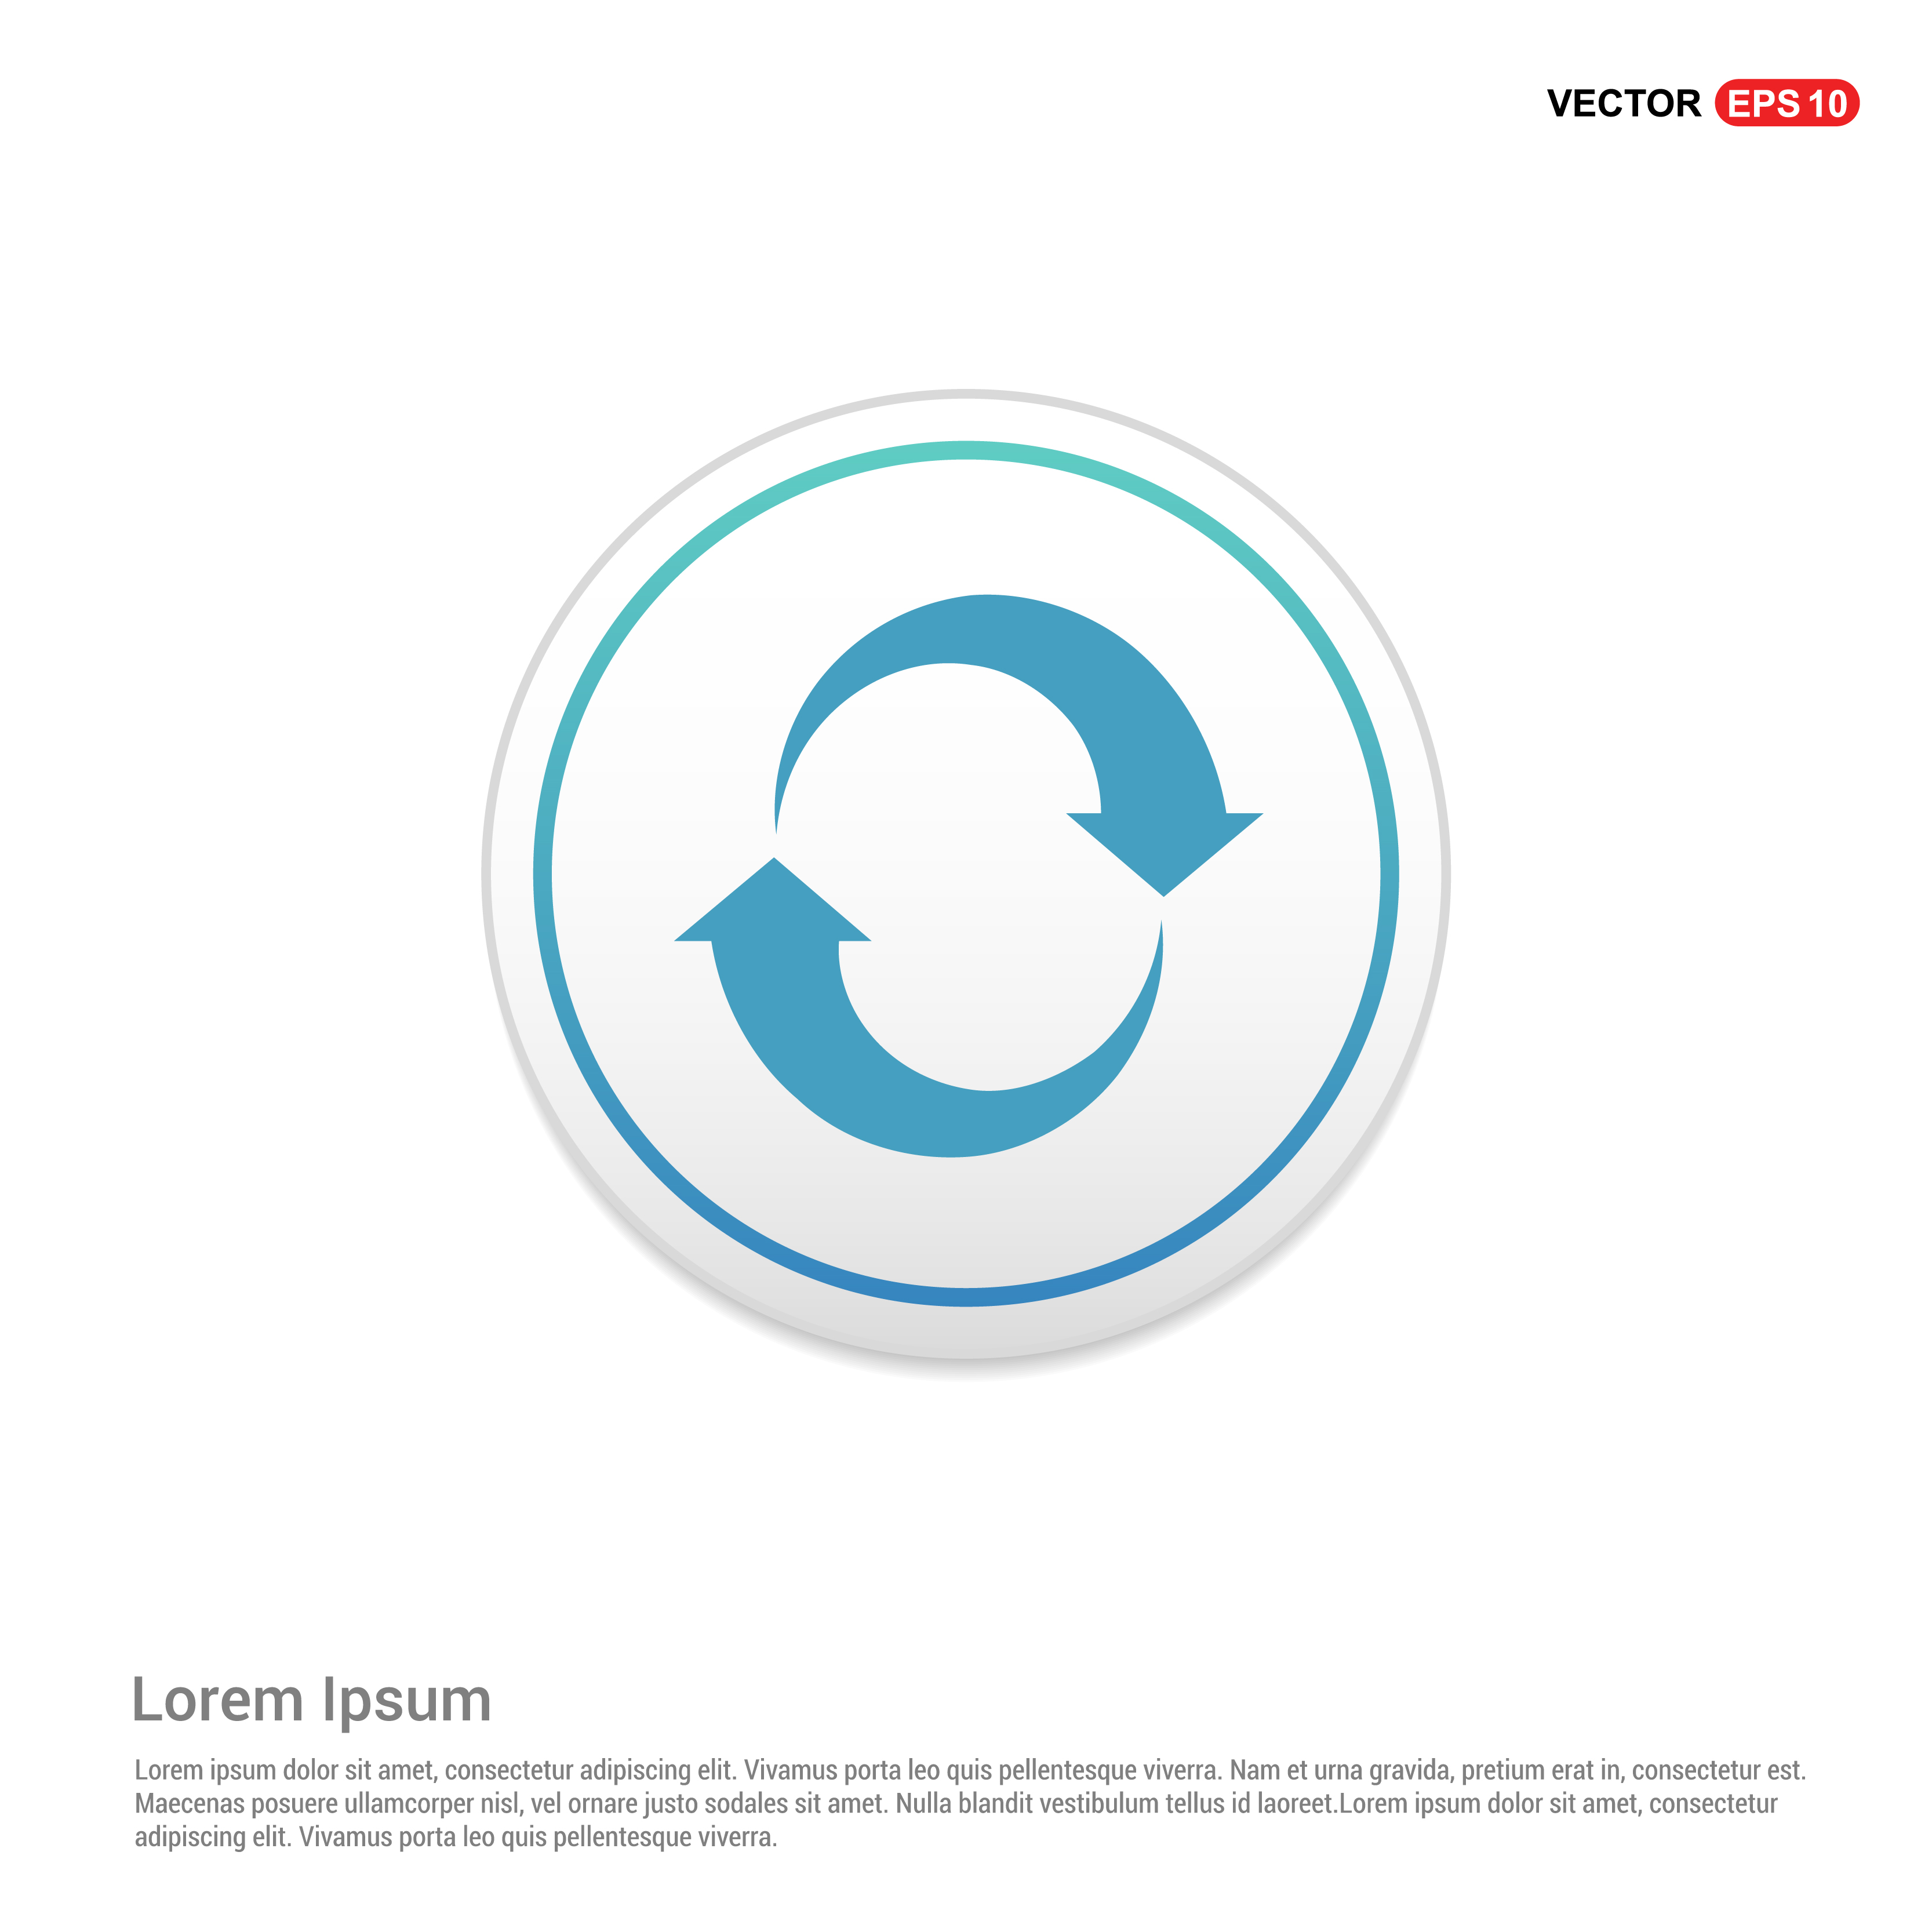 VECTOR EPS 10
Lorem Ipsum
Lorem ipsum dolor sit amet, consectetur adipiscing elit. Vivamus porta leo quis pellentesque viverra. Nam et urna gravida, pretium erat in, consectetur est.
Maecenas posuere ullamcorper nisl, vel ornare justo sodales sit amet. Nulla blandit vestibulum tellus id laoreet.Lorem ipsum dolor sit amet, consectetur
adipiscing elit. Vivamus porta leo quis pellentesque viverra.